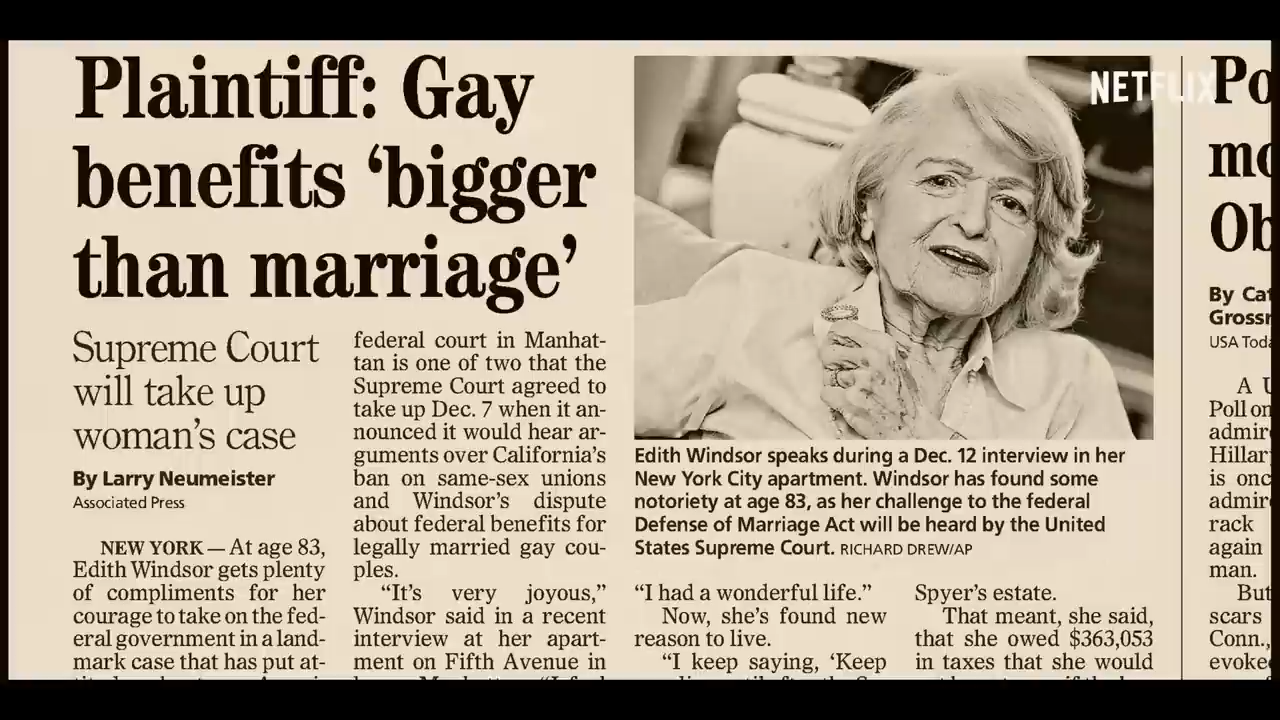 Plaintiff: Gay
benefits ‘bigger
than marriage’
Supreme Court
will take up
woman’s case
By Larry Neumeister
Associated Press
NEW YORK — At age 83,
Edith Windsor gets plenty
of compliments for her
courage to take on the fed-
eral government in a land-
mark case that has put at-
federal court in Manhat-
tan is one of two that the
Supreme Court agreed to
take up Dec. 7 when it an-
nounced it would hear ar-
guments over California’s
ban on same-sex unions
and Windsor’s dispute
about federal benefits for
legally married gay cou-
ples.
“It’s very joyous,”
Windsor said in a recent
interview at her apart-
ment on Fifth Avenue in
NETFLIX
Edith Windsor speaks during a Dec. 12 interview in her
New York City apartment. Windsor has found some
notoriety at age 83, as her challenge to the federal
Defense of Marriage Act will be heard by the United
States Supreme Court. RICHARD DREW/AP
“I had a wonderful life.”
Now, she’s found new
reason to live.
“I keep saying, ‘Keep
Spyer’s estate.
That meant, she said,
that she owed $363,053
in taxes that she would
Po
mo
Ob
By Cat
Grossr
USA Toda
A U
Poll on
admir
Hillar
is onc
admir
rack
again
man.
But
scars
Conn.,
evoke